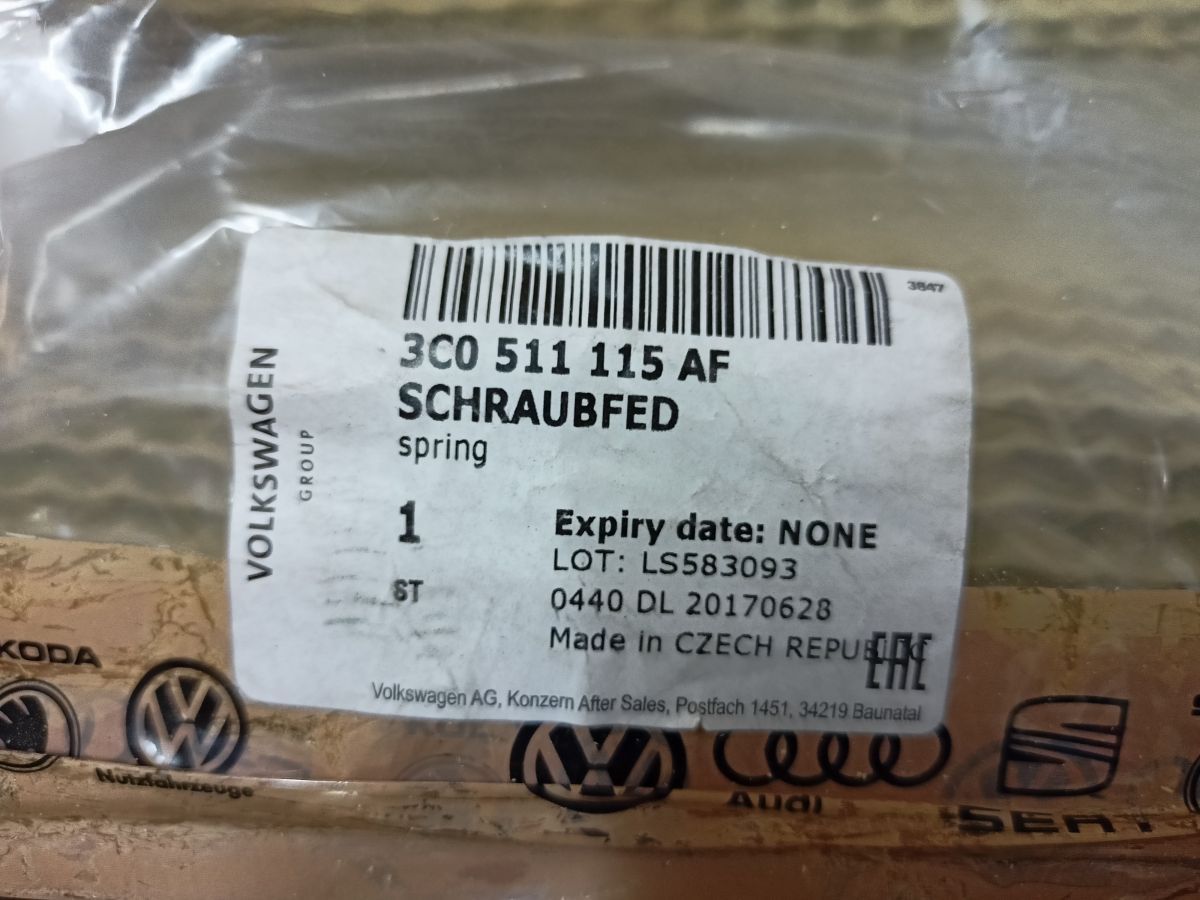 3847
3C0 511 115 AF
SCHRAUBFED
spring
VOLKSWAGEN
GROUP
1
ST
Expiry date: NONE
LOT: LS583093
0440 DL 20170628
Made in CZECH REPUBLIC
EAC
Volkswagen AG, Konzern After Sales, Postfach 1451, 34219 Baunatal
KODA
Nutzfahrzeuge
Audi
SEAT